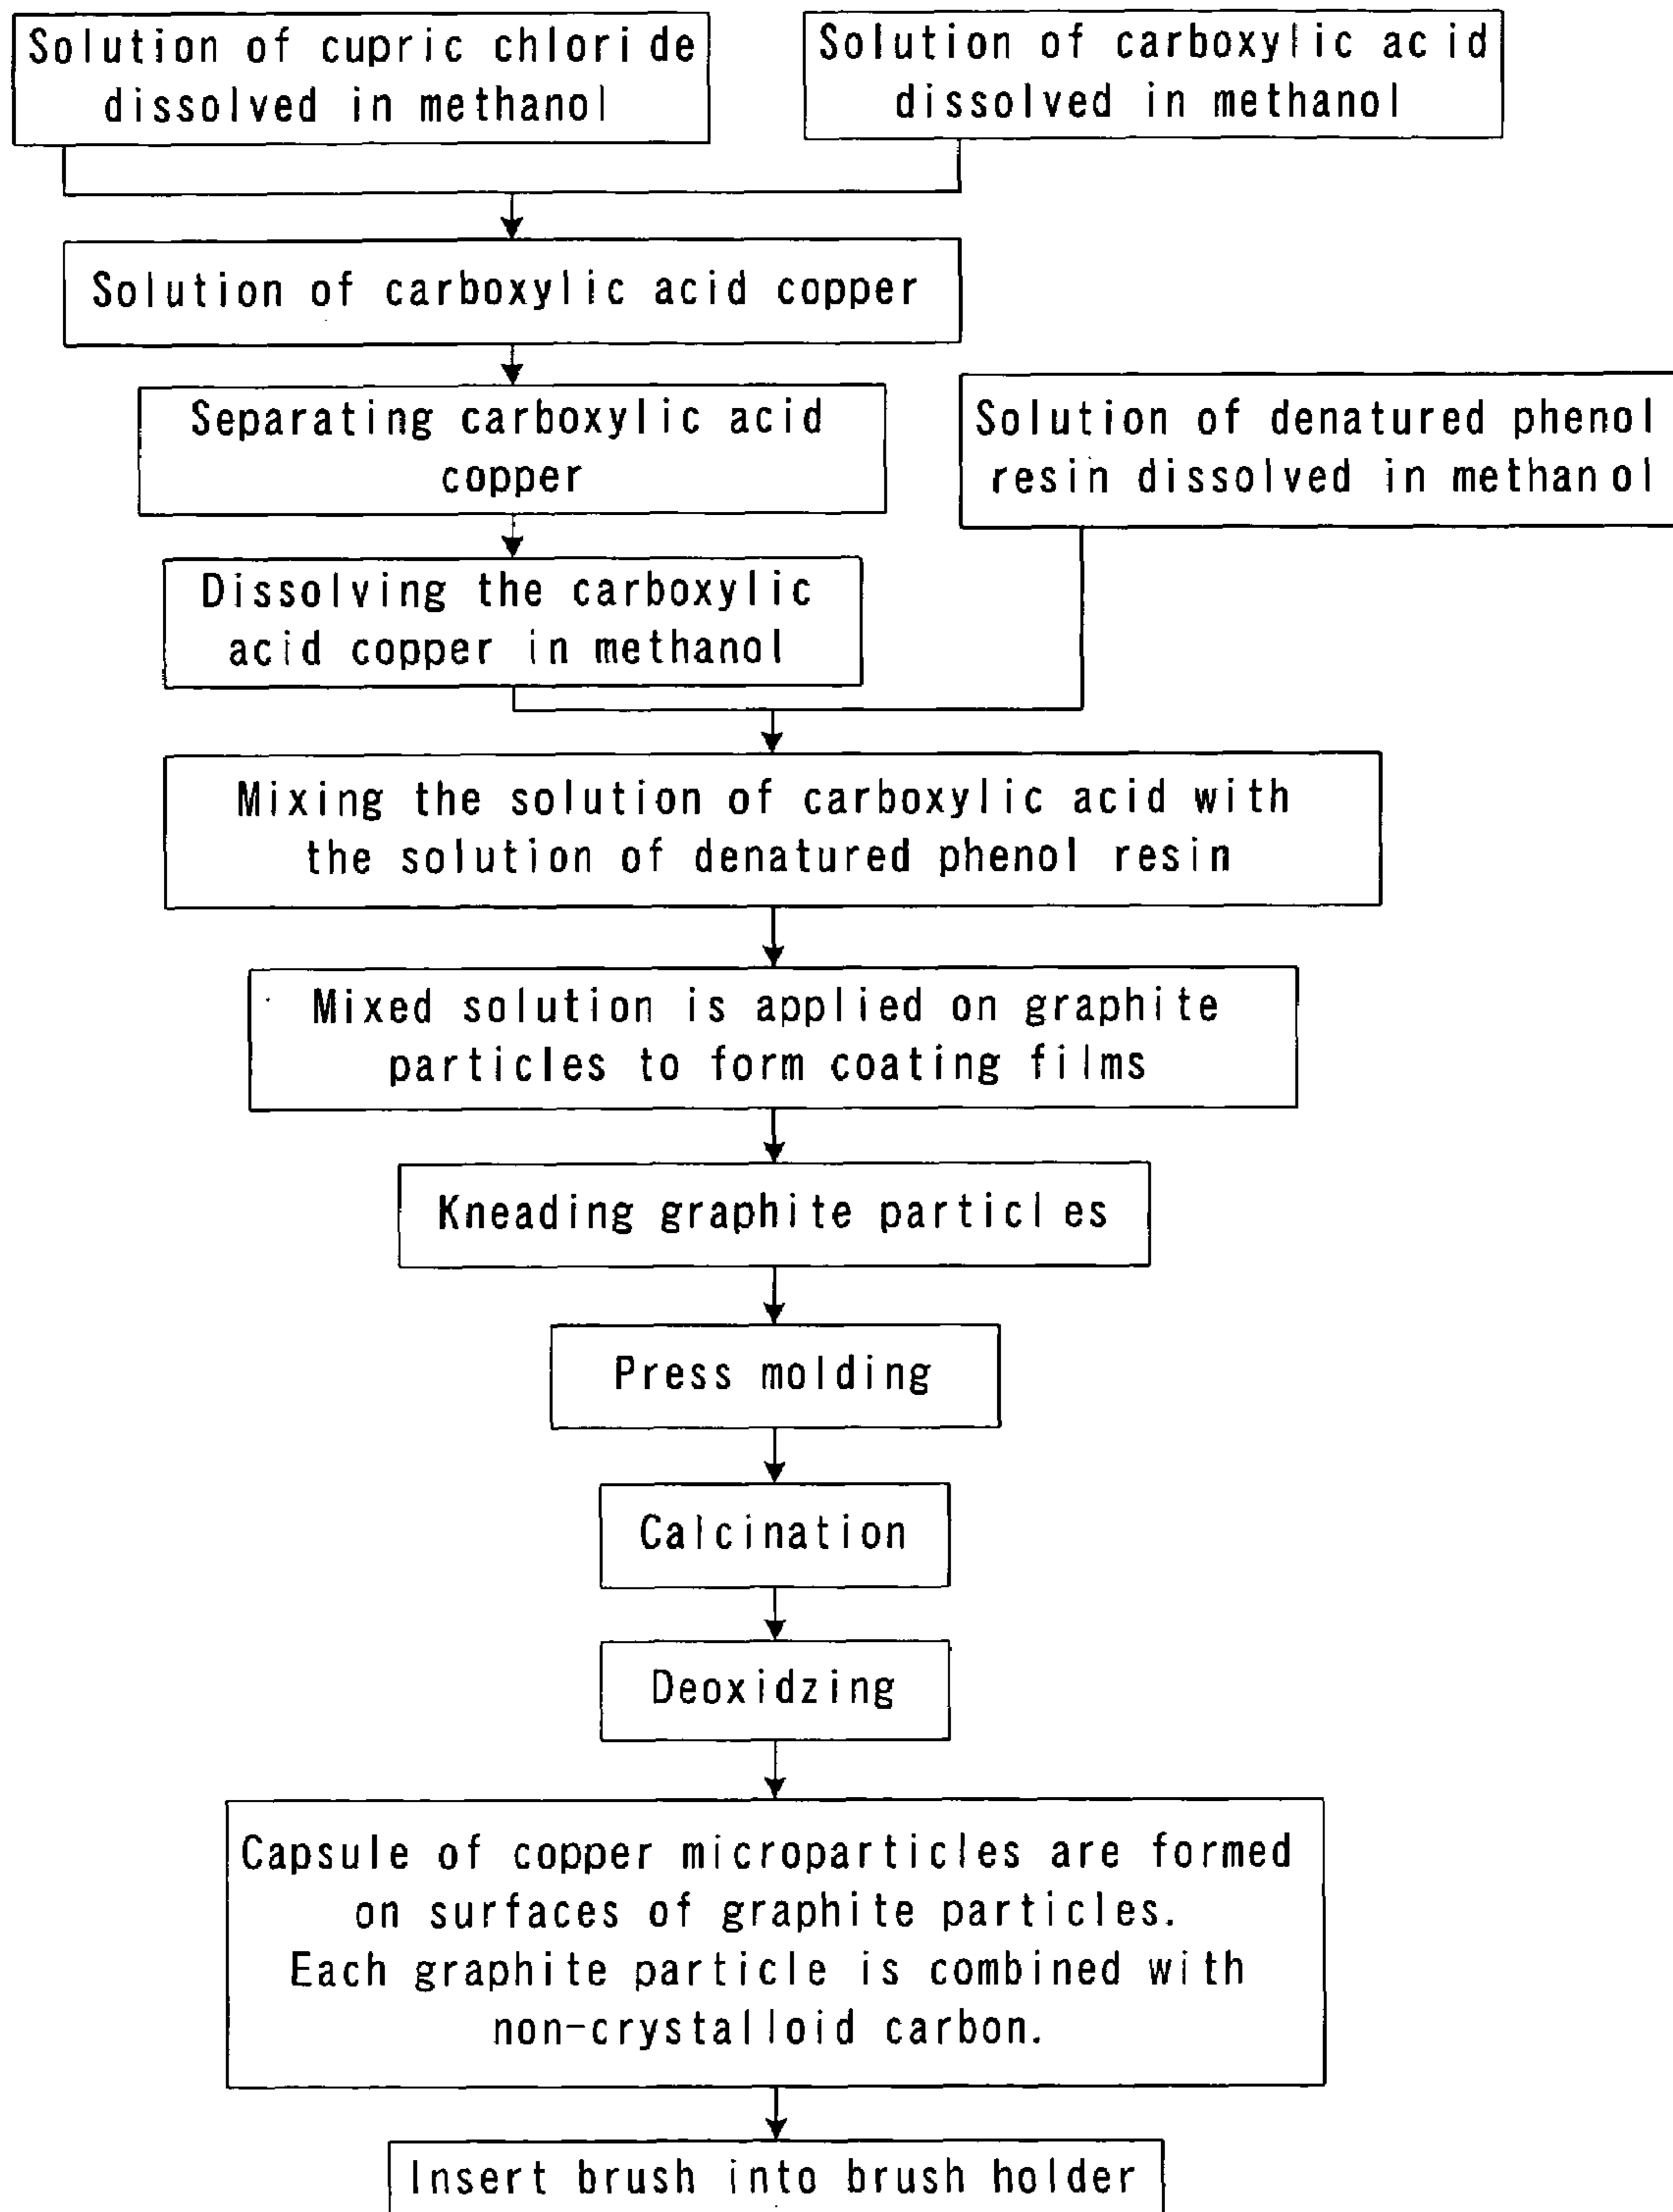 Solution of cupric chloride
dissolved in methanol
Solution of carboxylic acid
dissolved in methanol
Solution of carboxylic acid copper
Separating carboxylic acid
copper
Solution of denatured phenol
resin dissolved in methanol
Dissolving the carboxylic
acid copper in methanol
Mixing the solution of carboxylic acid with
the solution of denatured phenol resin
Mixed solution is applied on graphite
particles to form coating films
Kneading graphite particles
Press molding
Calcination
Deoxidzing
Capsule of copper microparticles are formed
on surfaces of graphite particles.
Each graphite particle is combined with
non-crystalloid carbon.
Insert brush into brush holder